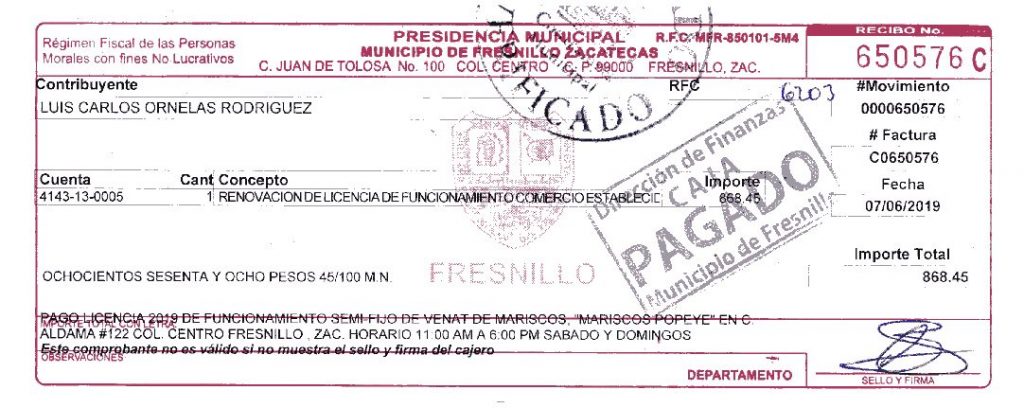 Régimen Fiscal de las Personas
Morales con fines No Lucrativos
PRESIDENCIA MUNICIPAL R.F.C. MFR-850101-5M4
MUNICIPIO DE FRESNILLO ZACATECAS
C. JUAN DE TOLOSA No. 100 COL. CENTRO C. P. 99000 FRESNILLO, ZAC.
RECIBO No.
650576 C
Contribuyente RFC
LUIS CARLOS ORNELAS RODRIGUEZ
6203
#Movimiento
0000650576
# Factura
C0650576
Fecha
07/06/2019
Cuenta Cant Concepto Importe
4143-13-0005 1 RENOVACION DE LICENCIA DE FUNCIONAMIENTO COMERCIO ESTABLECIL 868.45
Dirección de Finanzas
CAJA
PAGADO
Municipio de Fresnillo
FRESNILLO
Importe Total
868.45
OCHOCIENTOS SESENTA Y OCHO PESOS 45/100 M.N.
IMPORTE TOTAL CON LETRA
PAGO LICENCIA 2019 DE FUNCIONAMIENTO SEMI-FIJO DE VENAT DE MARISCOS, "MARISCOS POPEYE" EN C.
ALDAMA #122 COL. CENTRO FRESNILLO , ZAC. HORARIO 11:00 AM A 6:00 PM SABADO Y DOMINGOS
Este comprobante no es válido si no muestra el sello y firma del cajero
OBSERVACIONES
DEPARTAMENTO
SELLO Y FIRMA